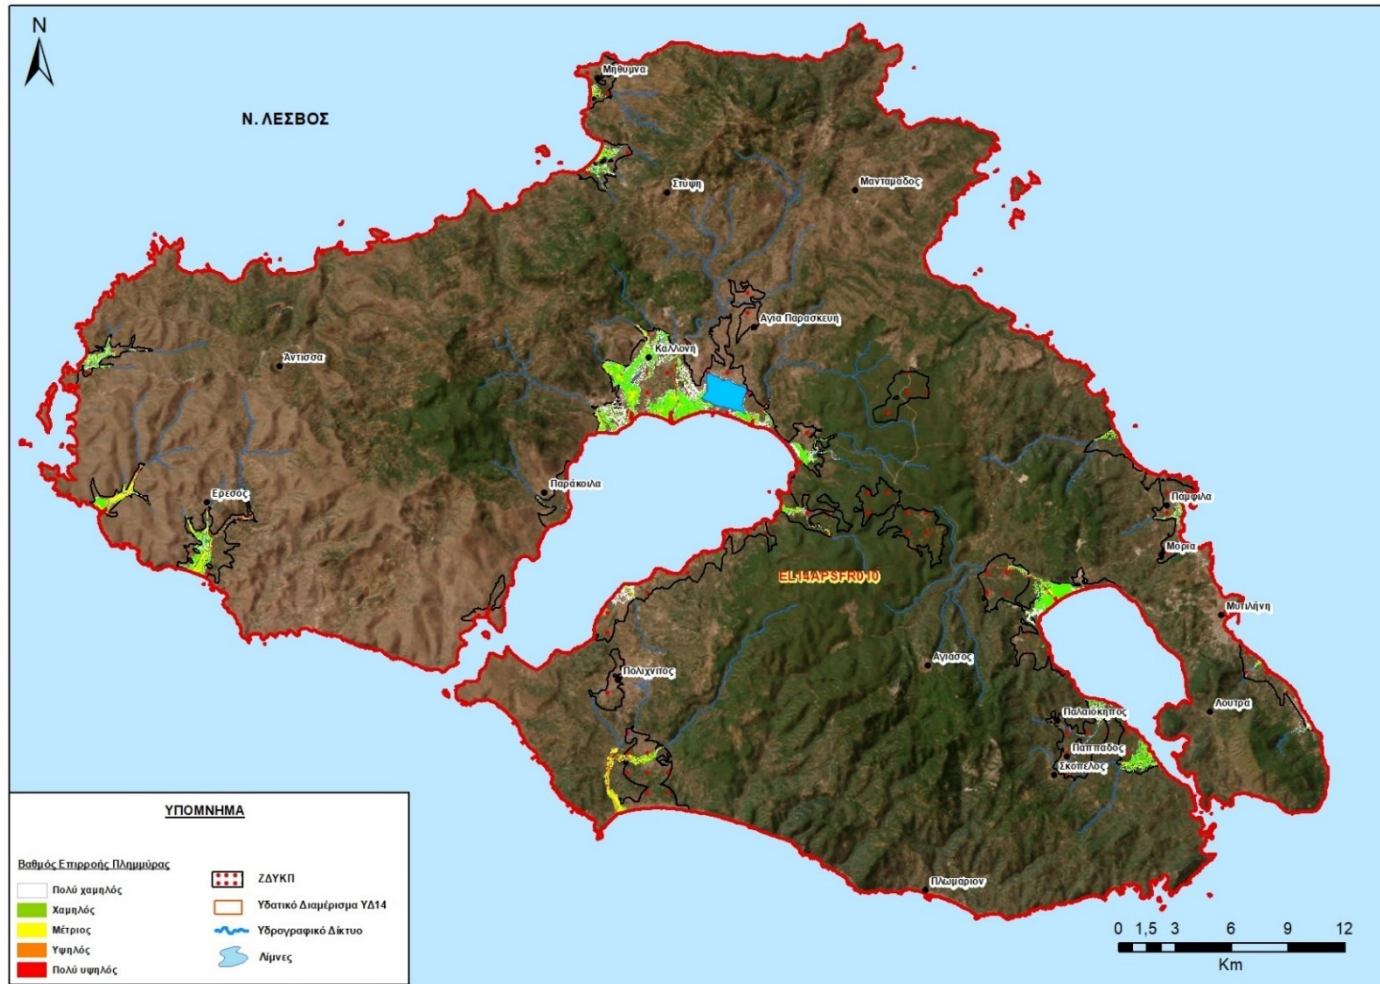 N
Ν. ΛΕΣΒΟΣ
Μήθυμνα
Στύψη
Μανταμάδος
Αγία Παρασκευή
Καλλονή
Άντισσα
Ερεσός
Παράκοιλα
Πάμφιλα
Μόρια
EL14APSFR010
Μυτιλήνη
Αγιάσος
Πολιχνίτος
Λουτρά
Παλαιόκηπος
Παππάδος
Σκόπελος
Πλωμάριον
ΥΠΟΜΝΗΜΑ
Βαθμός Επιρροής Πλημμύρας
Πολύ χαμηλός
Χαμηλός
Μέτριος
Υψηλός
Πολύ υψηλός
ΖΔΥΚΠ
Υδατικό Διαμέρισμα ΥΔ14
Υδρογραφικό Δίκτυο
Λίμνες
0 1,5 3 6 9 12
Km